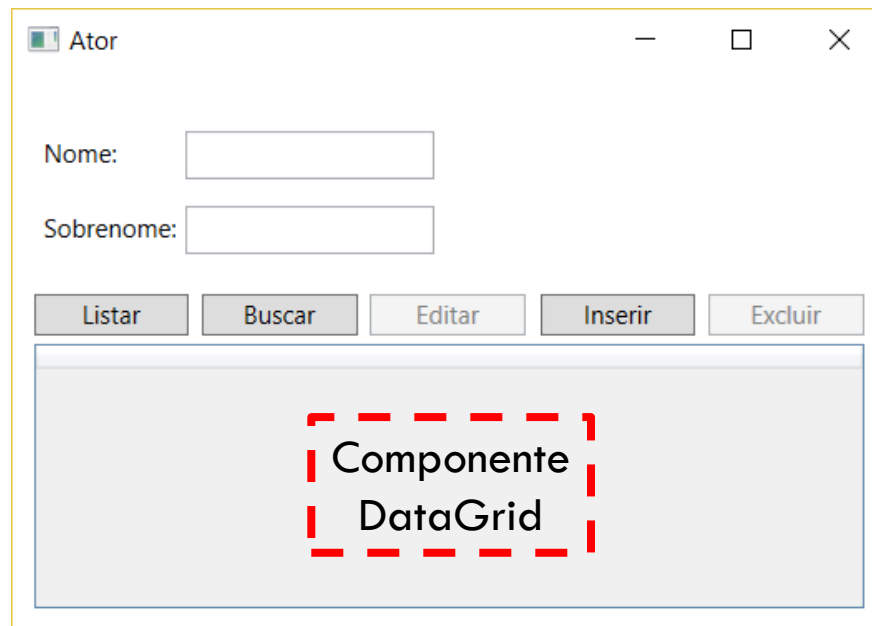 Ator
Nome:
Sobrenome:
Listar Buscar Editar Inserir Excluir
Componente
DataGrid